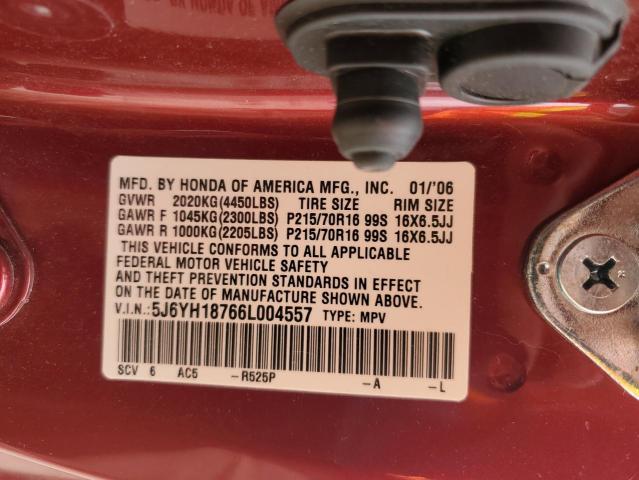 MFD. BY HONDA OF AMERICA MFG., INC. 01/'06
GVWR 2020KG(4450LBS) TIRE SIZE RIM SIZE
GAWR F 1045KG(2300LBS) P215/70R16 99S 16X6.5JJ
GAWR R 1000KG(2205LBS) P215/70R16 99S 16X6.5JJ
THIS VEHICLE CONFORMS TO ALL APPLICABLE
FEDERAL MOTOR VEHICLE SAFETY
AND THEFT PREVENTION STANDARDS IN EFFECT
ON THE DATE OF MANUFACTURE SHOWN ABOVE.
V.I.N.:5J6YH18766L004557 TYPE: MPV
SCV 6 AC5 -R525P -A -L